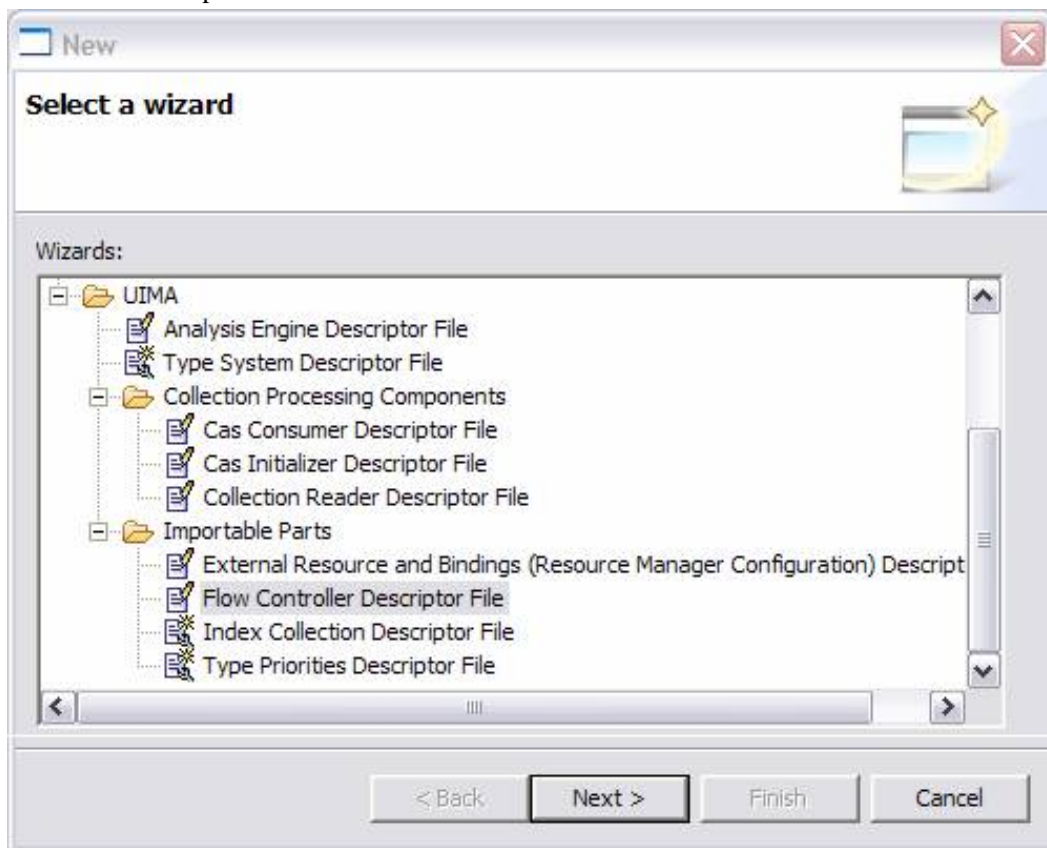 New
Select a wizard
Wizards:
UIMA
Analysis Engine Descriptor File
Type System Descriptor File
Collection Processing Components
Cas Consumer Descriptor File
Cas Initializer Descriptor File
Collection Reader Descriptor File
Importable Parts
External Resource and Bindings (Resource Manager Configuration) Descript
Flow Controller Descriptor File
Index Collection Descriptor File
Type Priorities Descriptor File
< Back Next > Finish Cancel